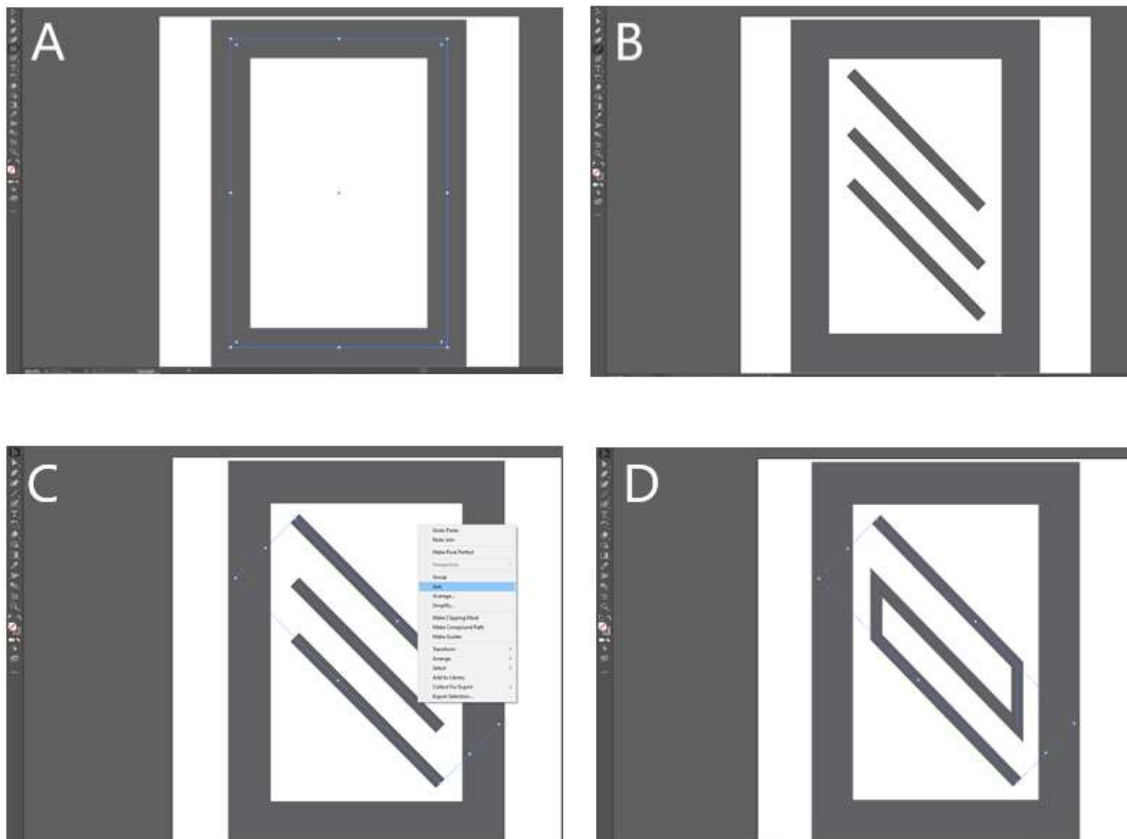 A
B
C
Undo Paste
Redo Join
Make Pixel Perfect
Perspective
Group
Join
Average...
Simplify...
Make Clipping Mask
Make Compound Path
Make Guides
Transform
Arrange
Select
Add to Library
Collect For Export
Export Selection...
D